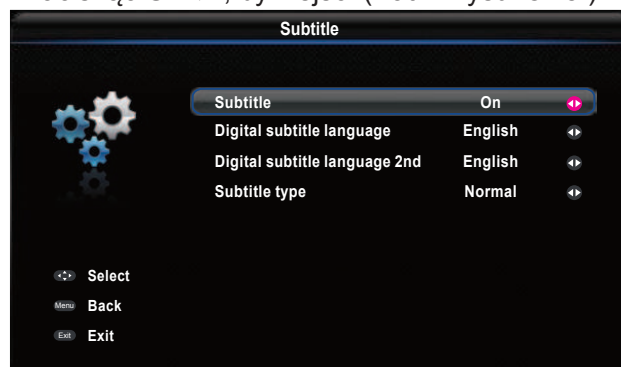 Subtitle
Subtitle On
Digital subtitle language English
Digital subtitle language 2nd English
Subtitle type Normal
Select
Menu Back
Exit Exit